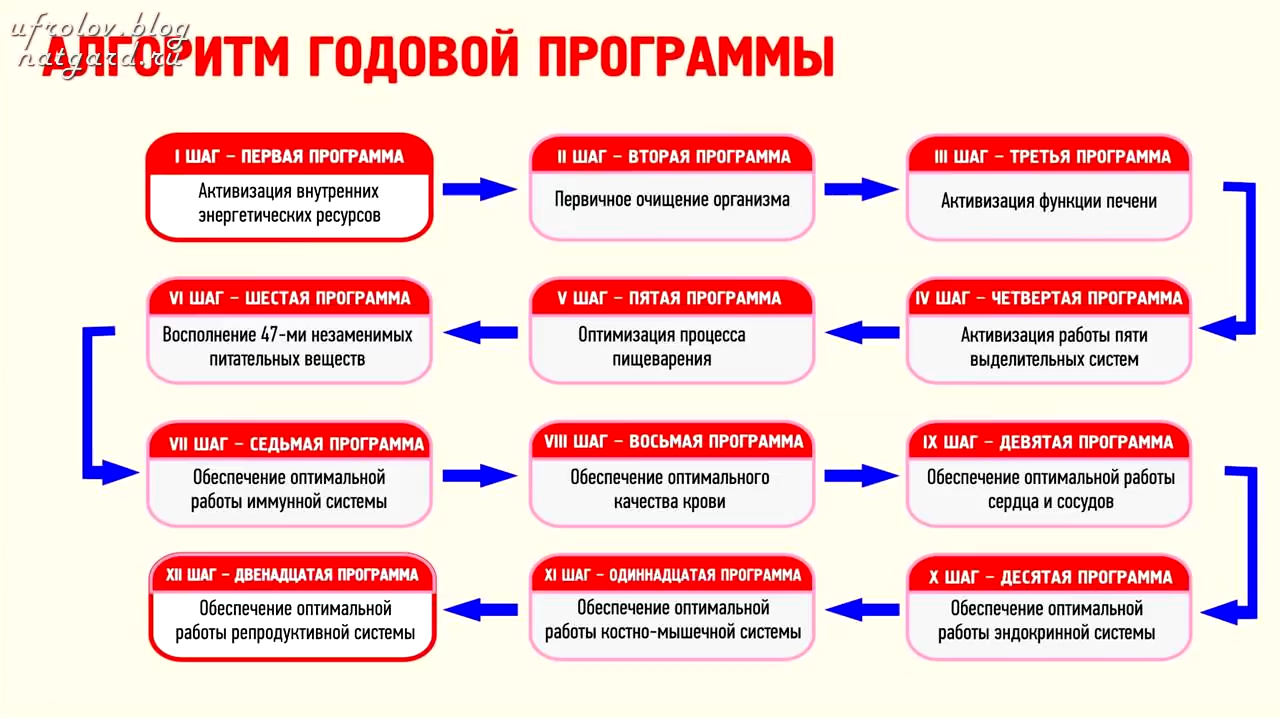 ufrolov.blog
natgard.ru
АЛГОРИТМ ГОДОВОЙ ПРОГРАММЫ
I ШАГ – ПЕРВАЯ ПРОГРАММА
Активизация внутренних
энергетических ресурсов
II ШАГ – ВТОРАЯ ПРОГРАММА
Первичное очищение организма
III ШАГ – ТРЕТЬЯ ПРОГРАММА
Активизация функции печени
IV ШАГ – ЧЕТВЕРТАЯ ПРОГРАММА
Активизация работы пяти
выделительных систем
V ШАГ – ПЯТАЯ ПРОГРАММА
Оптимизация процесса
пищеварения
VI ШАГ – ШЕСТАЯ ПРОГРАММА
Восполнение 47-ми незаменимых
питательных веществ
VII ШАГ – СЕДЬМАЯ ПРОГРАММА
Обеспечение оптимальной
работы иммунной системы
VIII ШАГ – ВОСЬМАЯ ПРОГРАММА
Обеспечение оптимального
качества крови
IX ШАГ – ДЕВЯТАЯ ПРОГРАММА
Обеспечение оптимальной работы
сердца и сосудов
X ШАГ – ДЕСЯТАЯ ПРОГРАММА
Обеспечение оптимальной
работы эндокринной системы
XI ШАГ – ОДИННАДЦАТАЯ ПРОГРАММА
Обеспечение оптимальной
работы костно-мышечной системы
XII ШАГ – ДВЕНАДЦАТАЯ ПРОГРАММА
Обеспечение оптимальной
работы репродуктивной системы